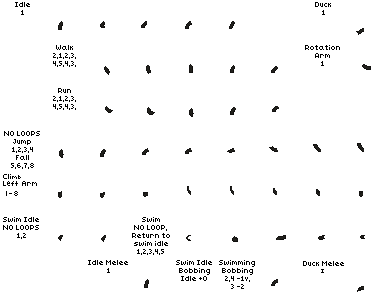 Idle
1
Duck
1
Walk
2,1,2,3,
4,5,4,3,
Rotation
Arm
1
Run
2,1,2,3,
4,5,4,3,
NO LOOPS
Jump
1,2,3,4
Fall
5,6,7,8
Climb
Left Arm
1-8
Swim Idle
NO LOOPS
1,2
Swim
NO LOOP,
Return to
swim idle
1,2,3,4,5
Idle Melee
1
Swim Idle
Bobbing
Idle +0
Swimming
Bobbing
2,4 -1v,
3 -2
Duck Melee
1